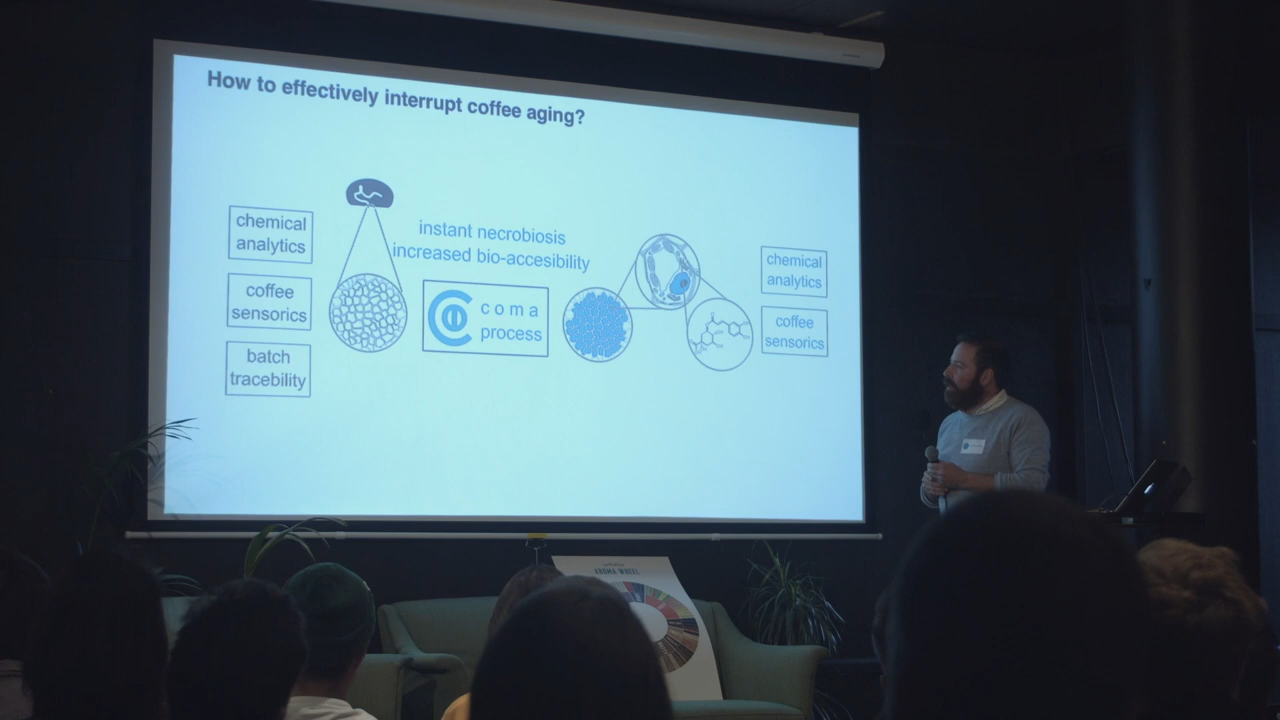 How to effectively interrupt coffee aging?
chemical
analytics
coffee
sensorics
batch
tracebility
instant necrobiosis
increased bio-accesibility
coma
process
chemical
analytics
coffee
sensorics
AROMA WHEEL